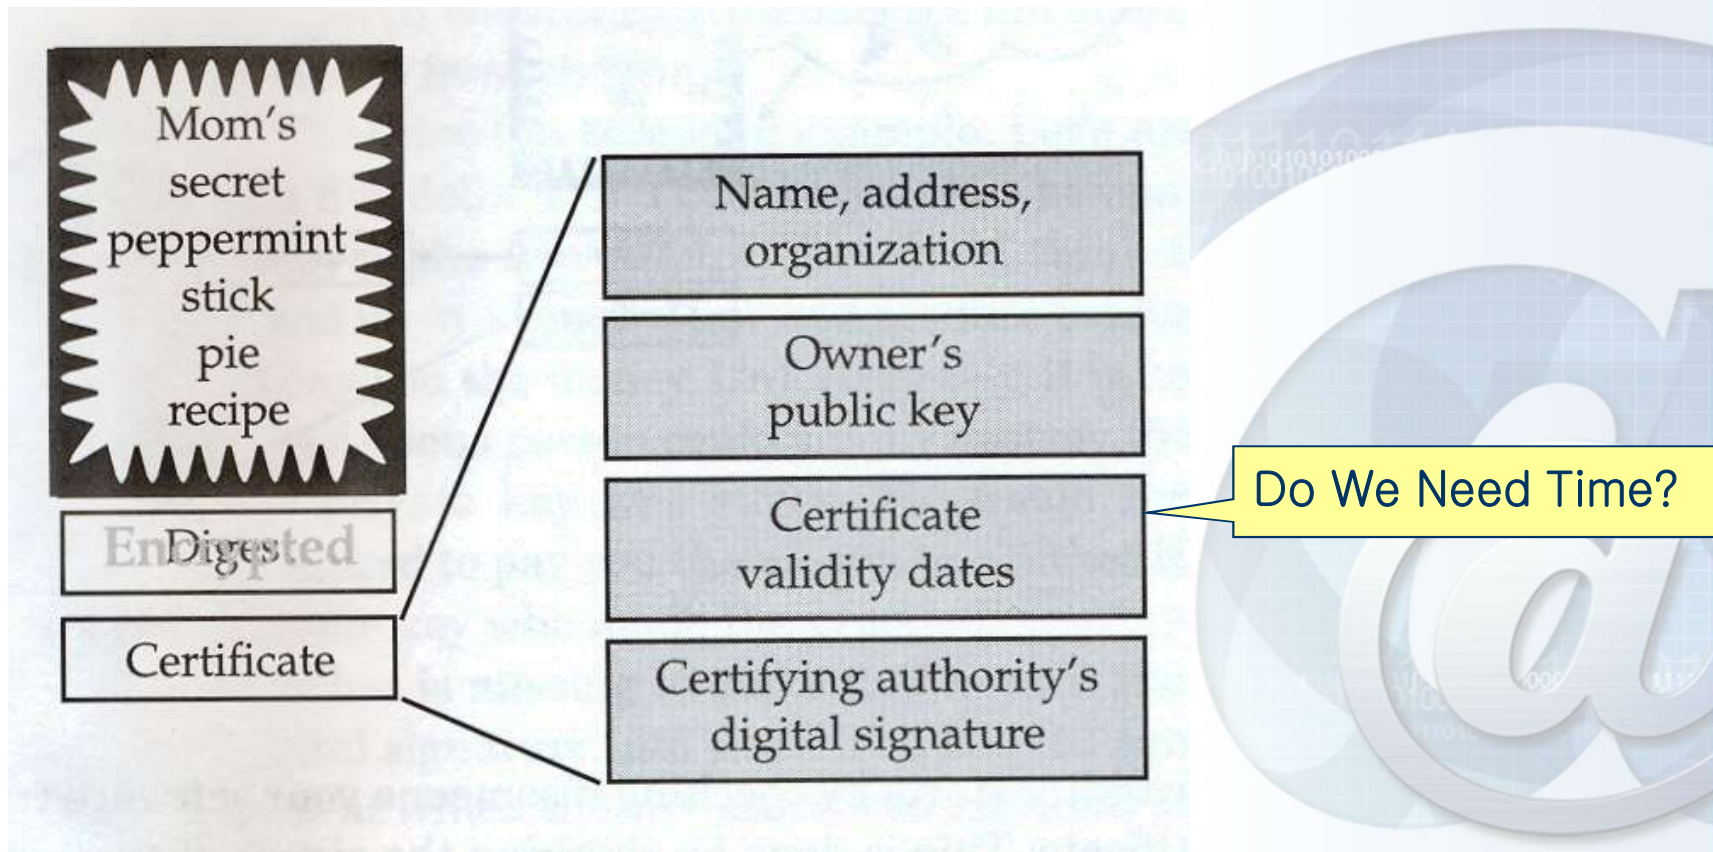 Mom's
secret
peppermint
stick
pie
recipe
Encrypted
Digest
Certificate
Name, address,
organization
Owner's
public key
Certificate
validity dates
Certifying authority's
digital signature
Do We Need Time?